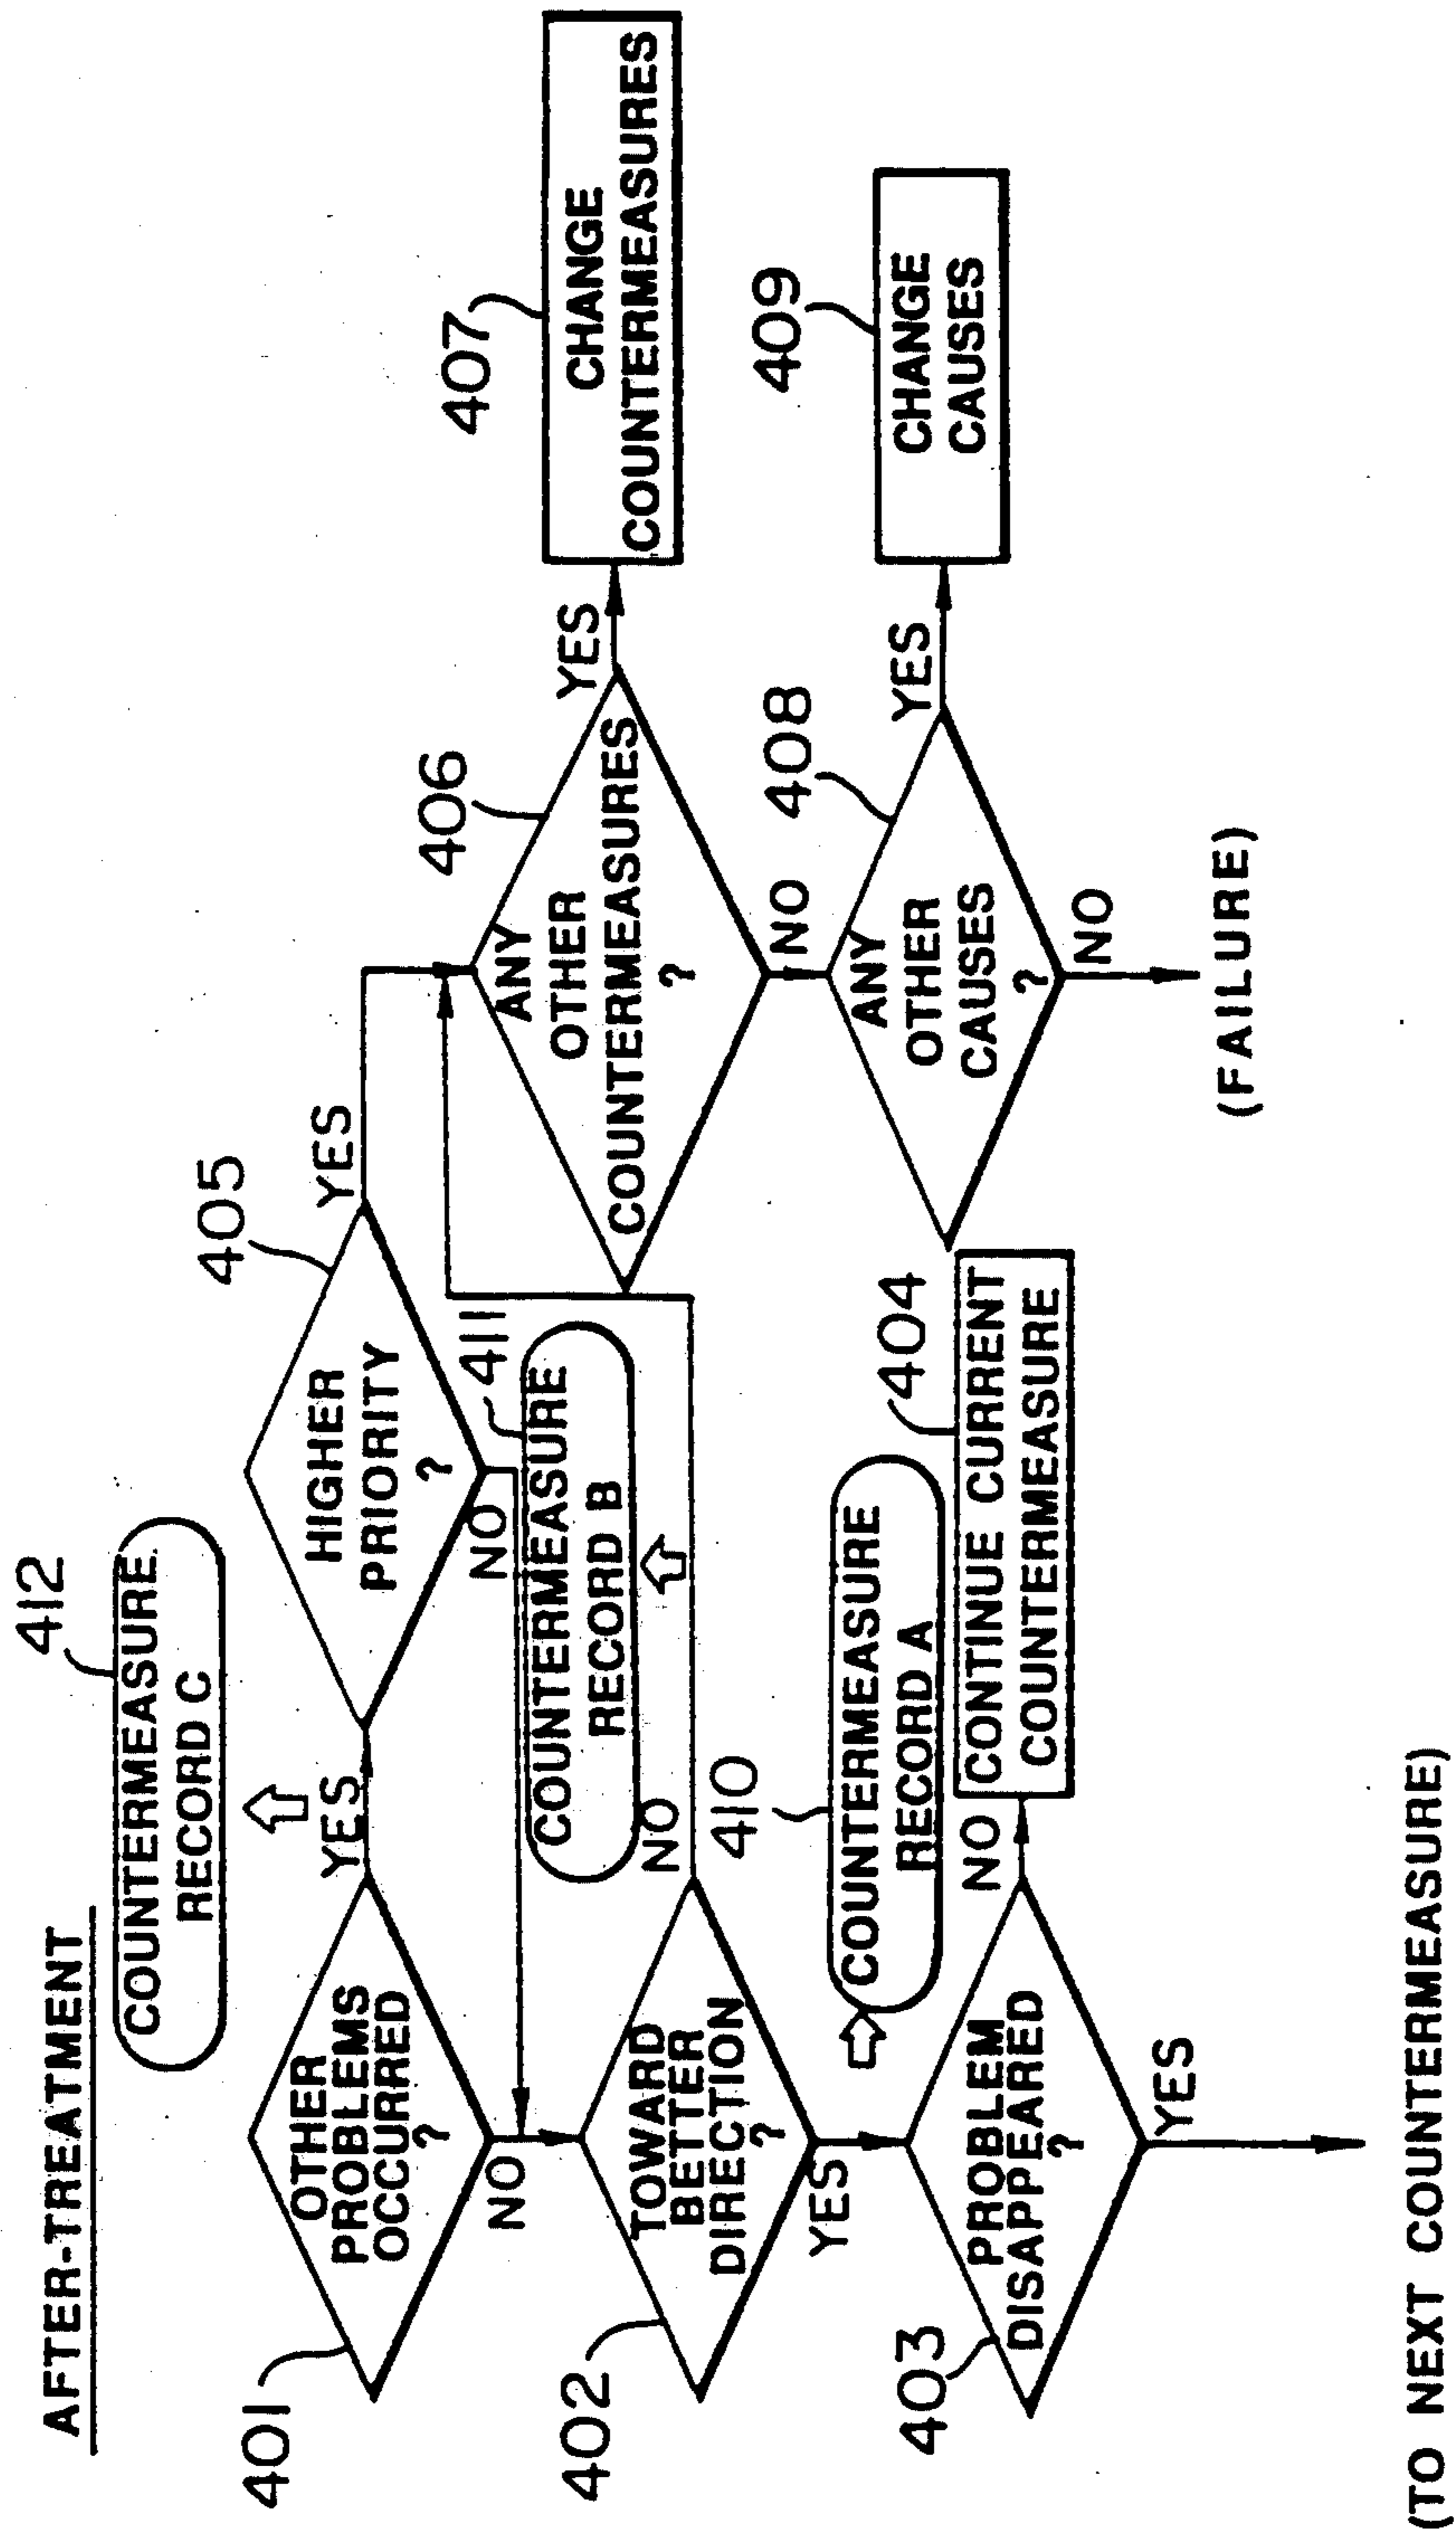 AFTER-TREATMENT
412
COUNTERMEASURE
RECORD C
401
OTHER
PROBLEMS
OCCURRED
?
YES
NO
405
HIGHER
PRIORITY
?
YES
NO
411
COUNTERMEASURE
RECORD B
402
TOWARD
BETTER
DIRECTION
?
NO
YES
406
ANY
OTHER
COUNTERMEASURES
?
YES
NO
407
CHANGE
COUNTERMEASURES
410
COUNTERMEASURE
RECORD A
403
PROBLEM
DISAPPEARED
?
NO
YES
404
CONTINUE CURRENT
COUNTERMEASURE
408
ANY
OTHER
CAUSES
?
YES
NO
409
CHANGE
CAUSES
(FAILURE)
(TO NEXT COUNTERMEASURE)